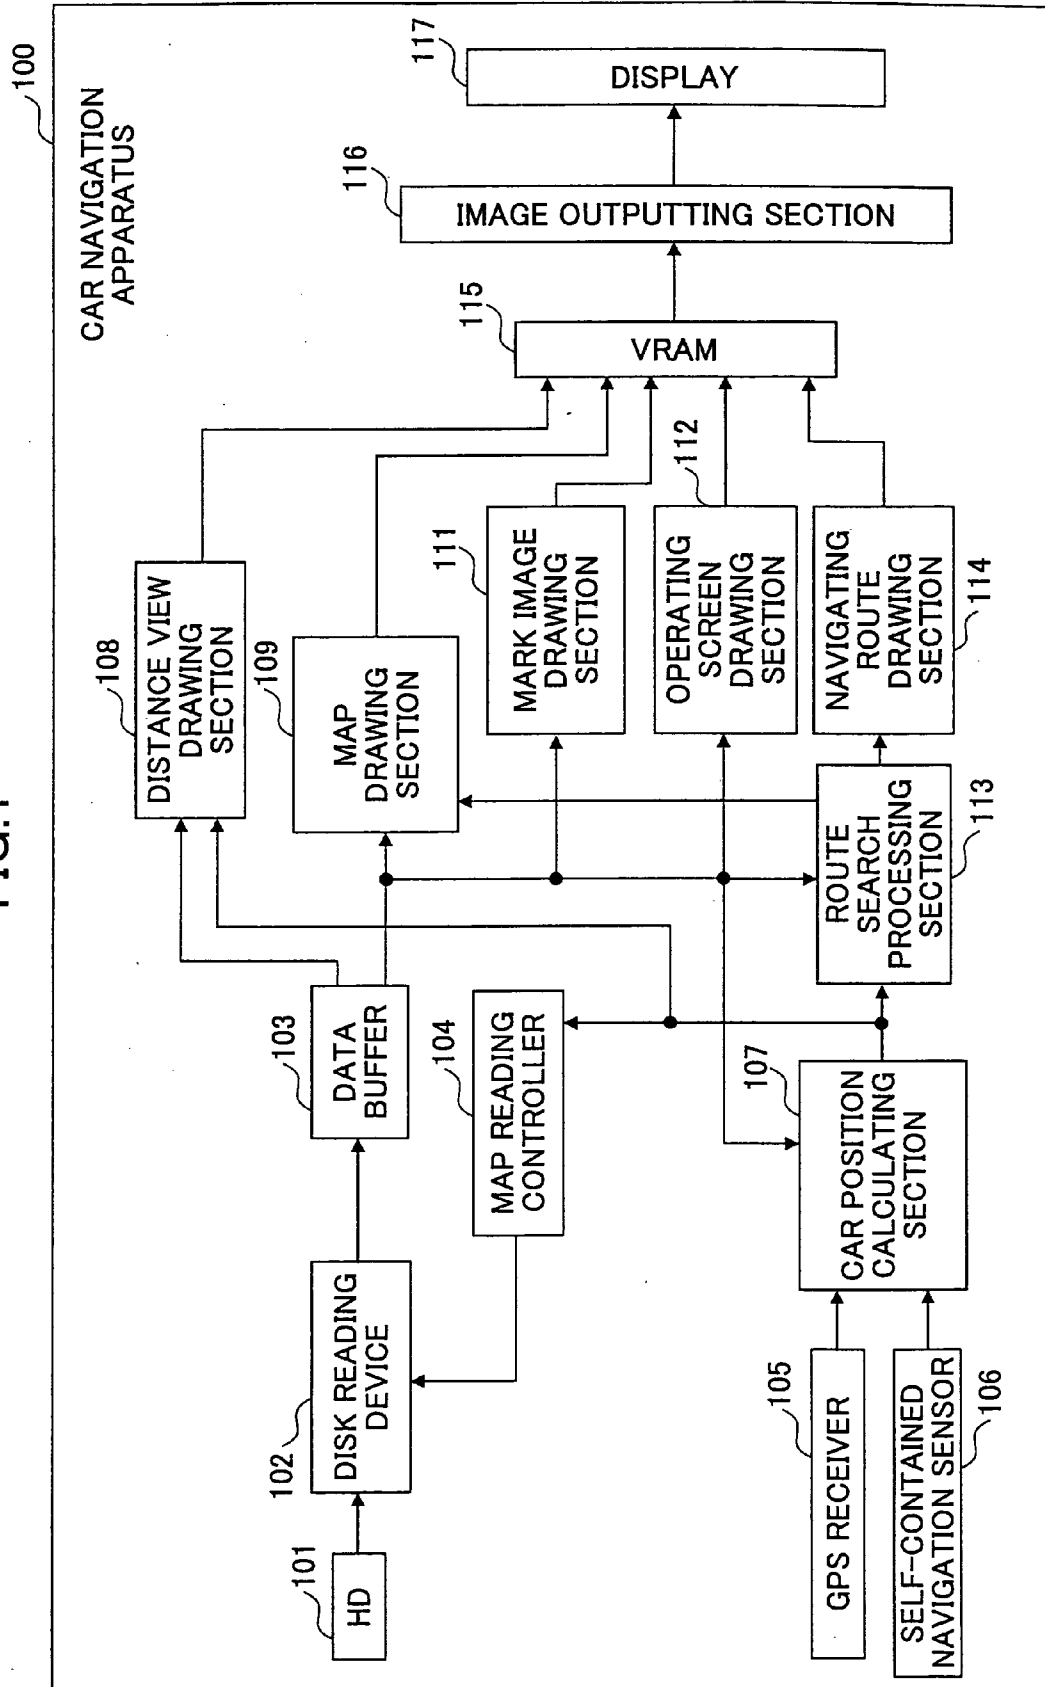 FIG.1
100
CAR NAVIGATION
APPARATUS
101
HD
102
DISK READING
DEVICE
103
DATA
BUFFER
104
MAP READING
CONTROLLER
105
GPS RECEIVER
106
SELF-CONTAINED
NAVIGATION SENSOR
107
CAR POSITION
CALCULATING
SECTION
108
DISTANCE VIEW
DRAWING
SECTION
109
MAP
DRAWING
SECTION
111
MARK IMAGE
DRAWING
SECTION
112
OPERATING
SCREEN
DRAWING
SECTION
113
ROUTE
SEARCH
PROCESSING
SECTION
114
NAVIGATING
ROUTE
DRAWING
SECTION
115
VRAM
116
IMAGE OUTPUTTING SECTION
117
DISPLAY